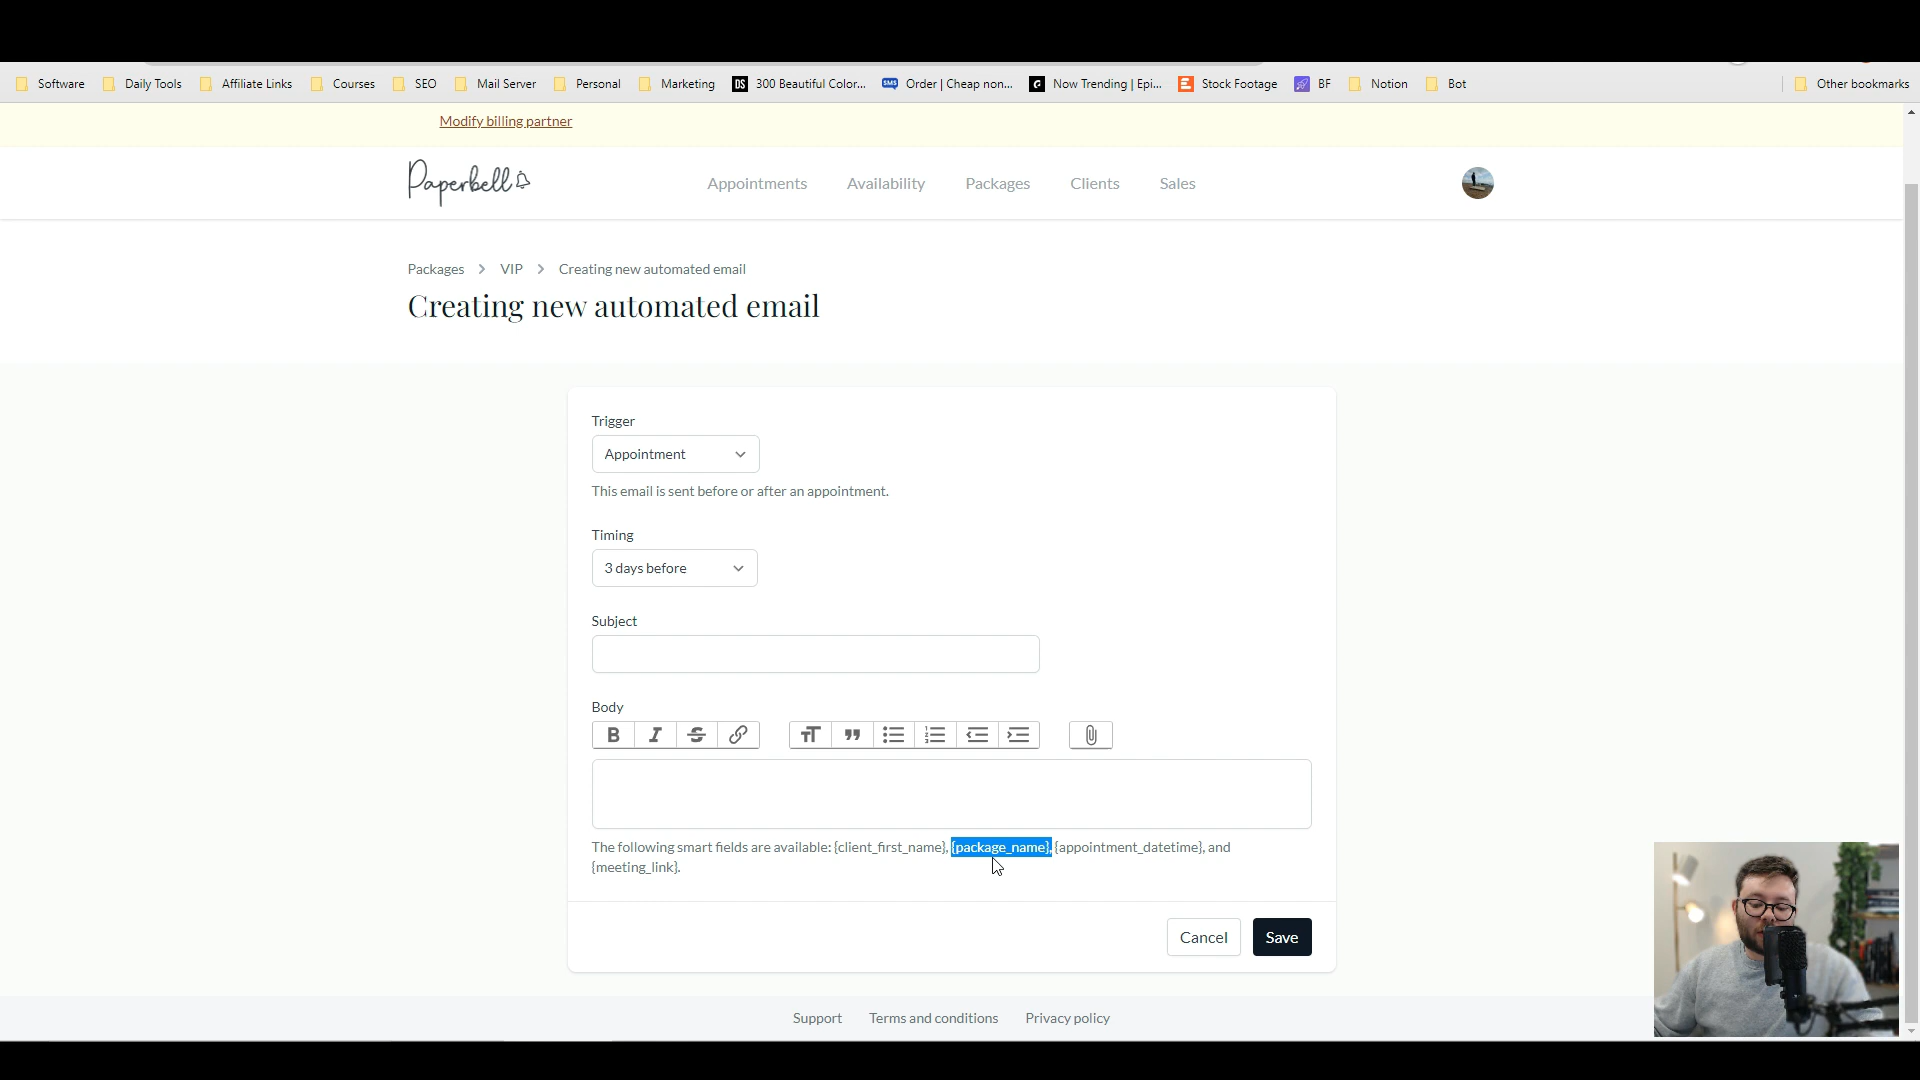 Software Daily Tools Affiliate Links Courses SEO Mail Server Personal Marketing DS 300 Beautiful Color... SMS Order | Cheap non... Now Trending | Epi... Stock Footage BF Notion Bot Other bookmarks
Modify billing partner
Paperbell Appointments Availability Packages Clients Sales
Packages > VIP > Creating new automated email
Creating new automated email
Trigger
Appointment
This email is sent before or after an appointment.
Timing
3 days before
Subject
Body
The following smart fields are available: {client_first_name}, {package_name}, {appointment_datetime}, and
{meeting_link}.
Cancel Save
Support Terms and conditions Privacy policy